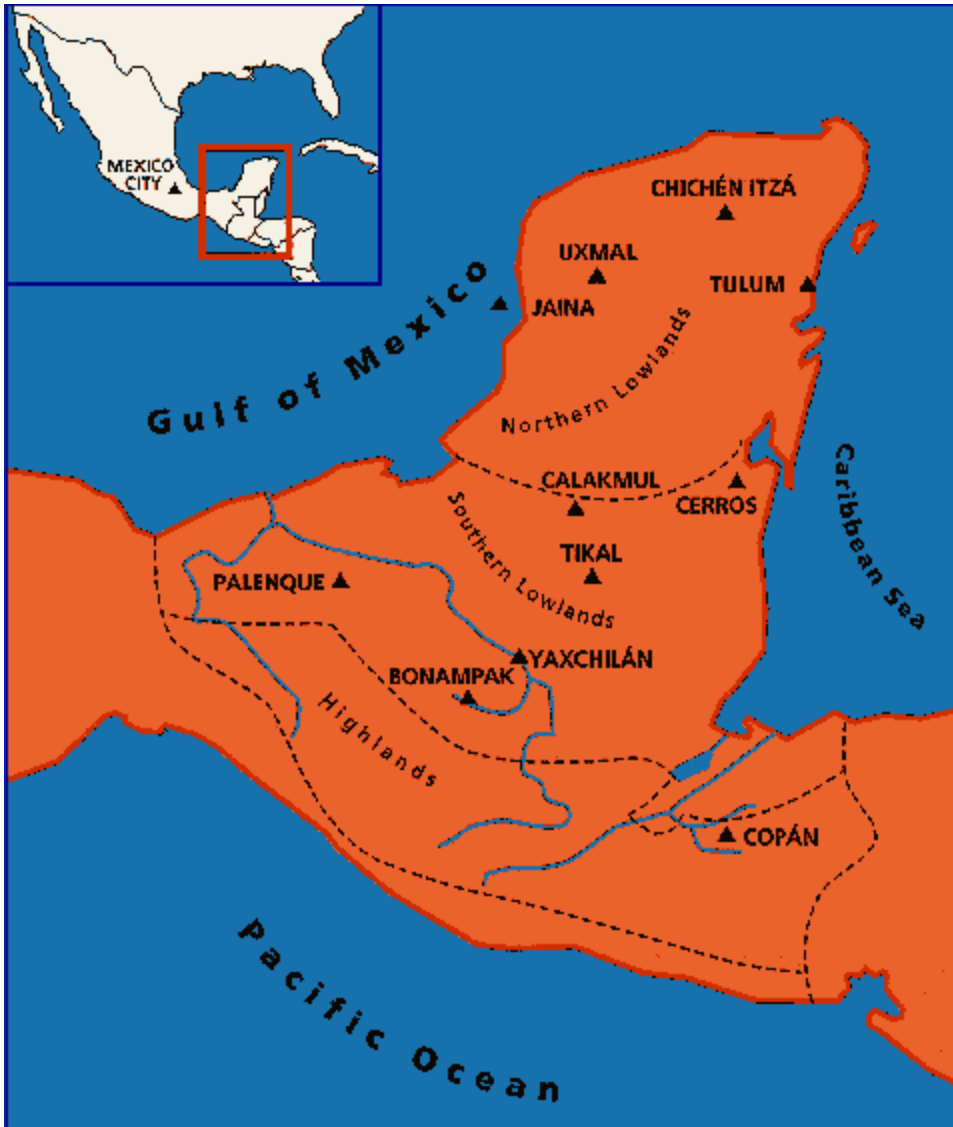 MEXICO
CITY
CHICHÉN ITZÁ
UXMAL
TULUM
JAINA
Gulf of Mexico
Northern Lowlands
CALAKMUL
CERROS
Caribbean Sea
Southern Lowlands
TIKAL
PALENQUE
YAXCHILÁN
BONAMPAK
Highlands
COPÁN
Pacific Ocean